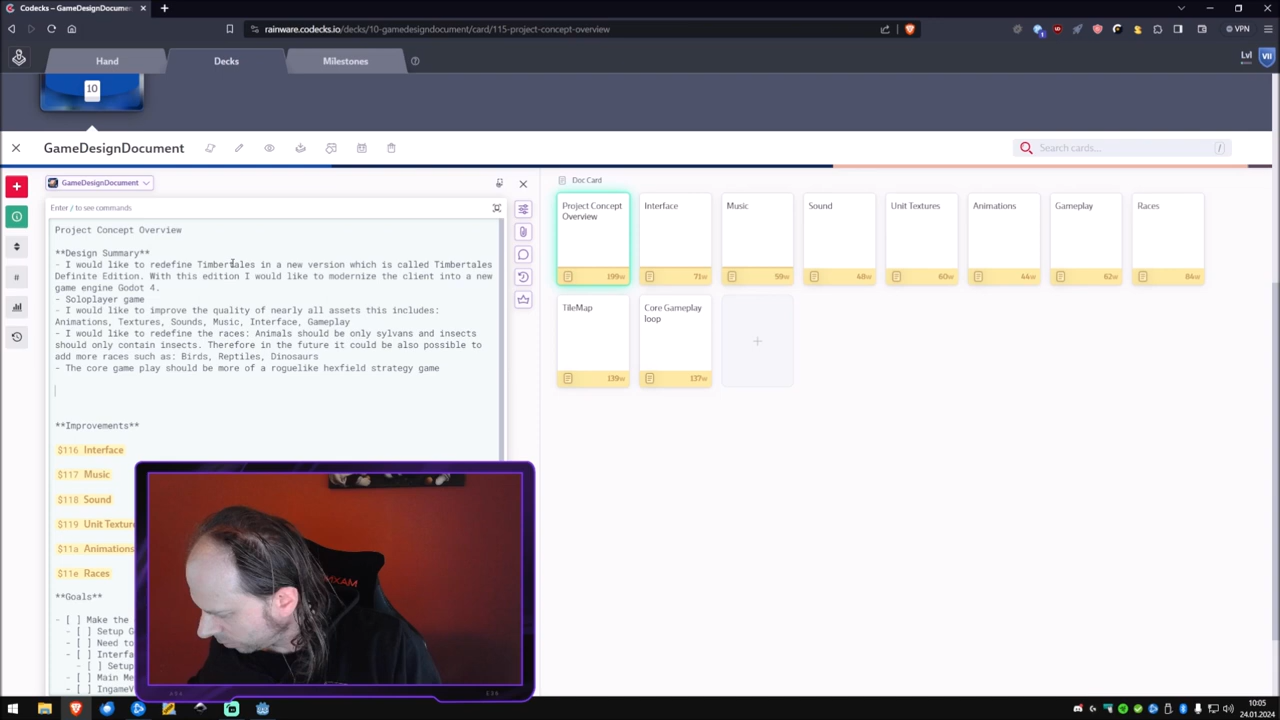 Codecks – GameDesignDocumen
rainware.codecks.io/decks/10-gamedesigndocument/card/115-project-concept-overview
VPN
Hand
Decks
Milestones
Lvl
VII
10
GameDesignDocument
Search cards...
/
GameDesignDocument
Doc Card
Enter / to see commands
Project Concept Overview
**Design Summary**
- I would like to redefine Timbertales in a new version which is called Timbertales
Definite Edition. With this edition I would like to modernize the client into a new
game engine Godot 4.
- Soloplayer game
- I would like to improve the quality of nearly all assets this includes:
Animations, Textures, Sounds, Music, Interface, Gameplay
- I would like to redefine the races: Animals should be only sylvans and insects
should only contain insects. Therefore in the future it could be also possible to
add more races such as: Birds, Reptiles, Dinosaurs
- The core game play should be more of a roguelike hexfield strategy game
**Improvements**
$116 Interface
$117 Music
$118 Sound
$119 Unit Texture
$11a Animations
$11e Races
**Goals**
- [ ] Make the
- [ ] Setup G
- [ ] Need to
- [ ] Interfa
- [ ] Setup
- [ ] Main Me
- [ ] IngameV
Project Concept
Overview
199w
Interface
71w
Music
59w
Sound
48w
Unit Textures
60w
Animations
44w
Gameplay
62w
Races
84w
TileMap
139w
Core Gameplay
loop
137w
10:05
24.01.2024